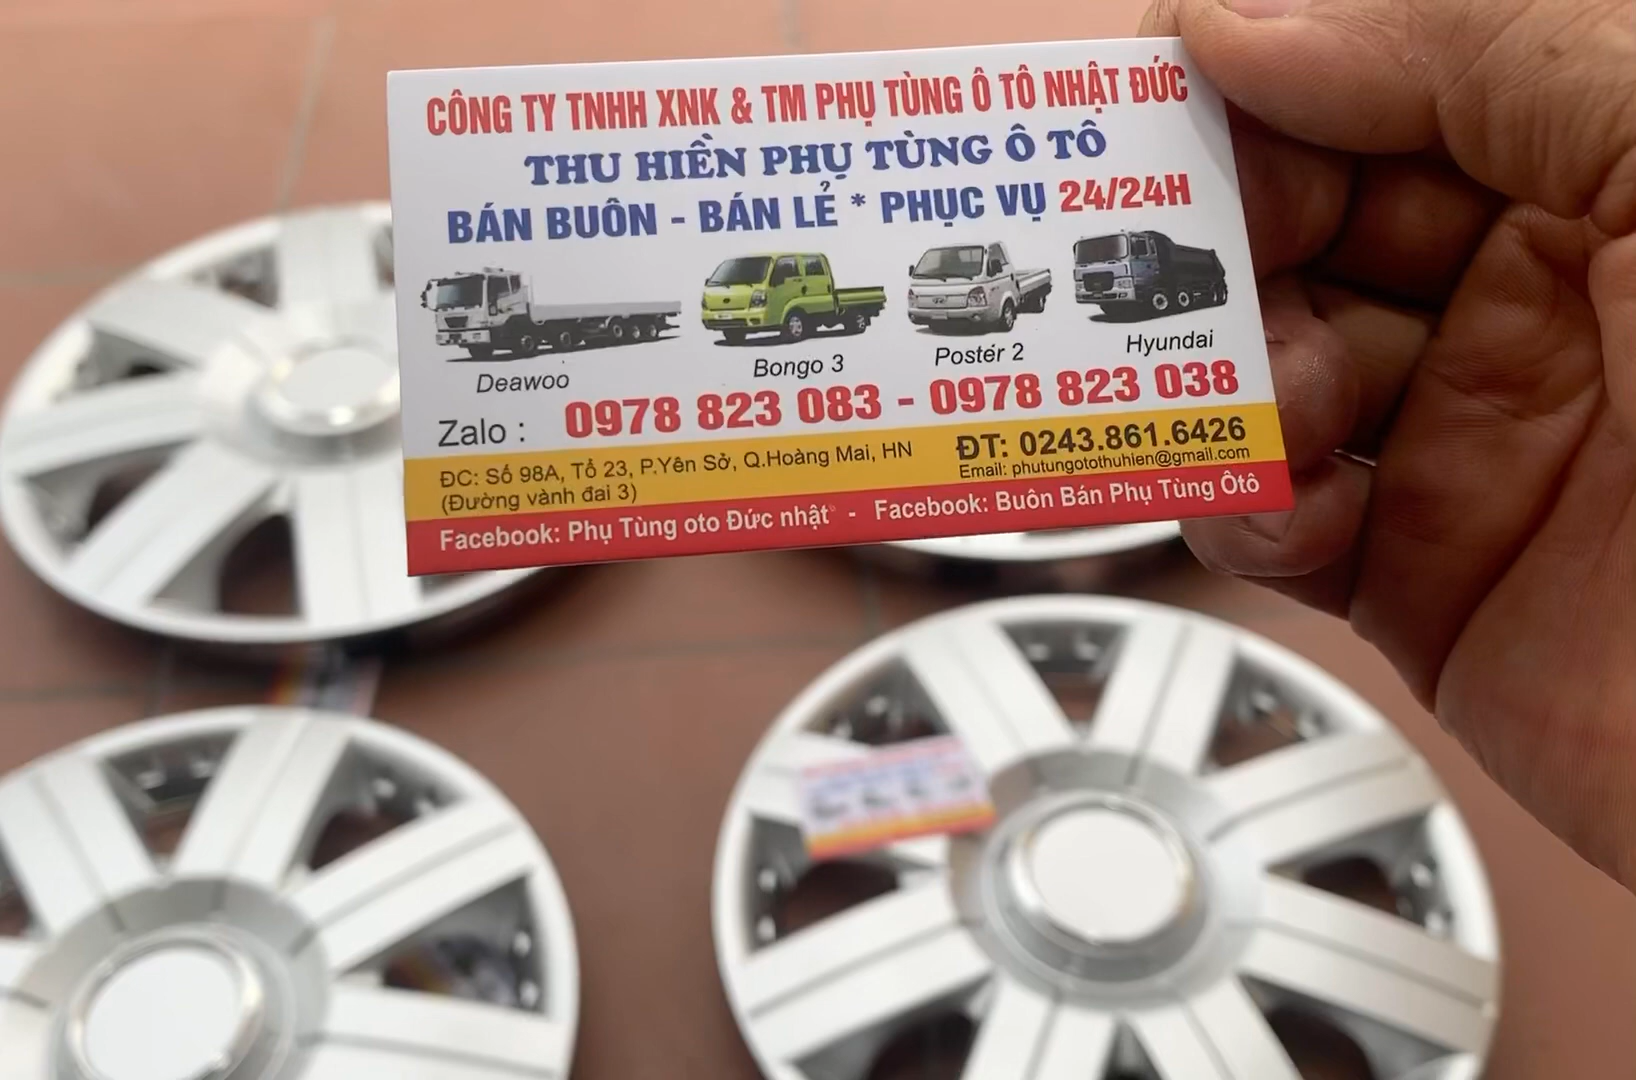 CÔNG TY TNHH XNK & TM PHỤ TÙNG Ô TÔ NHẬT ĐỨC
THU HIỀN PHỤ TÙNG Ô TÔ
BÁN BUÔN - BÁN LẺ * PHỤC VỤ 24/24H
Deawoo
Bongo 3
Postér 2
Hyundai
Zalo : 0978 823 083 - 0978 823 038
ĐC: Số 98A, Tổ 23, P.Yên Sở, Q.Hoàng Mai, HN
(Đường vành đai 3)
ĐT: 0243.861.6426
Email: phutungotothuhien@gmail.com
Facebook: Phụ Tùng oto Đức nhật - Facebook: Buôn Bán Phụ Tùng Ôtô